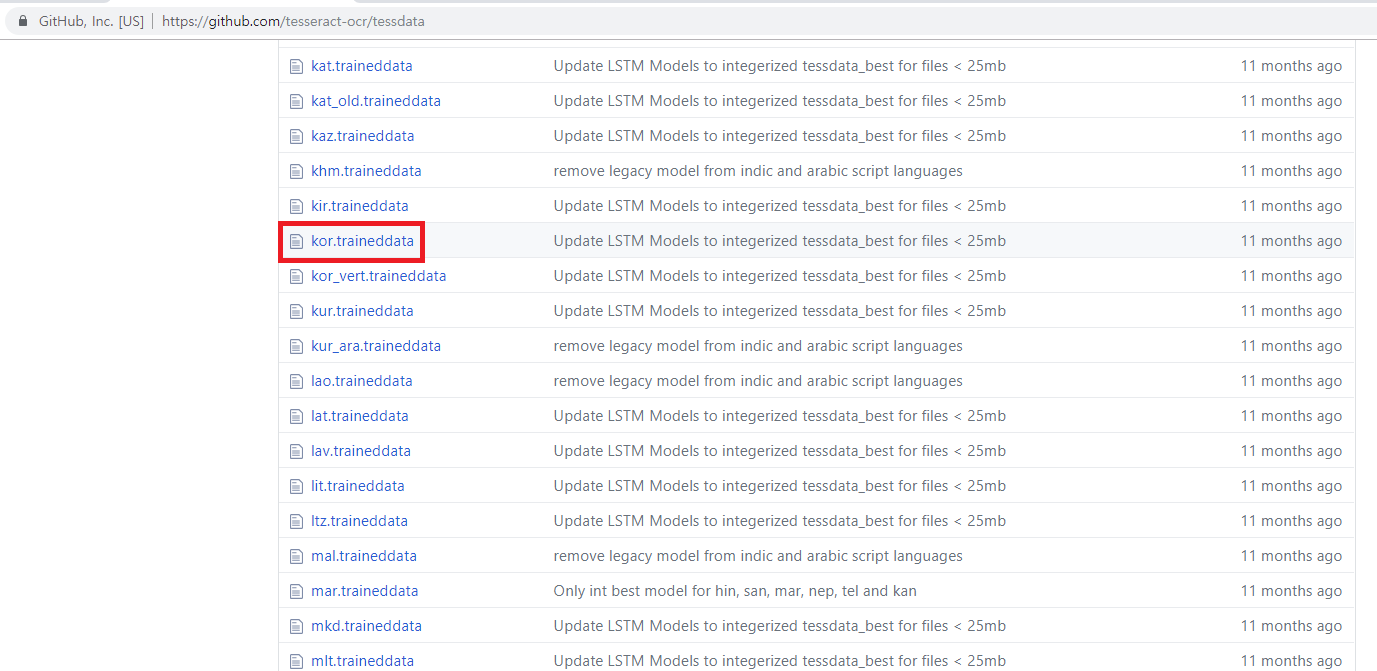 GitHub, Inc. [US] | https://github.com/tesseract-ocr/tessdata
kat.traineddata Update LSTM Models to integerized tessdata_best for files < 25mb 11 months ago
kat_old.traineddata Update LSTM Models to integerized tessdata_best for files < 25mb 11 months ago
kaz.traineddata Update LSTM Models to integerized tessdata_best for files < 25mb 11 months ago
khm.traineddata remove legacy model from indic and arabic script languages 11 months ago
kir.traineddata Update LSTM Models to integerized tessdata_best for files < 25mb 11 months ago
kor.traineddata Update LSTM Models to integerized tessdata_best for files < 25mb 11 months ago
kor_vert.traineddata Update LSTM Models to integerized tessdata_best for files < 25mb 11 months ago
kur.traineddata Update LSTM Models to integerized tessdata_best for files < 25mb 11 months ago
kur_ara.traineddata remove legacy model from indic and arabic script languages 11 months ago
lao.traineddata remove legacy model from indic and arabic script languages 11 months ago
lat.traineddata Update LSTM Models to integerized tessdata_best for files < 25mb 11 months ago
lav.traineddata Update LSTM Models to integerized tessdata_best for files < 25mb 11 months ago
lit.traineddata Update LSTM Models to integerized tessdata_best for files < 25mb 11 months ago
ltz.traineddata Update LSTM Models to integerized tessdata_best for files < 25mb 11 months ago
mal.traineddata remove legacy model from indic and arabic script languages 11 months ago
mar.traineddata Only int best model for hin, san, mar, nep, tel and kan 11 months ago
mkd.traineddata Update LSTM Models to integerized tessdata_best for files < 25mb 11 months ago
mlt.traineddata Update LSTM Models to integerized tessdata_best for files < 25mb 11 months ago